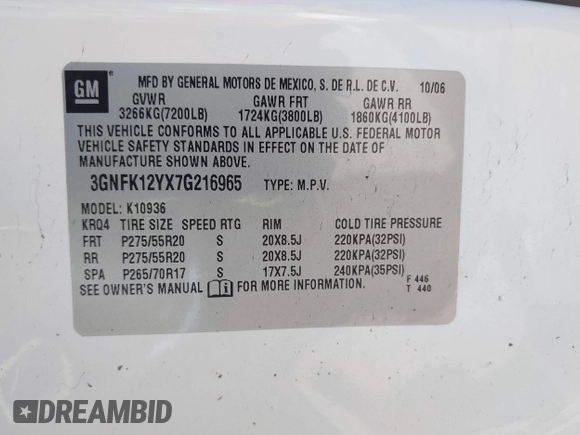 GM
MFD BY GENERAL MOTORS DE MEXICO, S. DE R.L. DE C.V. 10/06
GVWR GAWR FRT GAWR RR
3266KG(7200LB) 1724KG(3800LB) 1860KG(4100LB)
THIS VEHICLE CONFORMS TO ALL APPLICABLE U.S. FEDERAL MOTOR
VEHICLE SAFETY STANDARDS IN EFFECT ON THE DATE OF
MANUFACTURE SHOWN ABOVE.
3GNFK12YX7G216965 TYPE: M.P.V.
MODEL: K10936
KRQ4 TIRE SIZE SPEED RTG RIM COLD TIRE PRESSURE
FRT P275/55R20 S 20X8.5J 220KPA(32PSI)
RR P275/55R20 S 20X8.5J 220KPA(32PSI)
SPA P265/70R17 S 17X7.5J 240KPA(35PSI)
SEE OWNER'S MANUAL FOR MORE INFORMATION.
F 446
T 440
DREAMBID